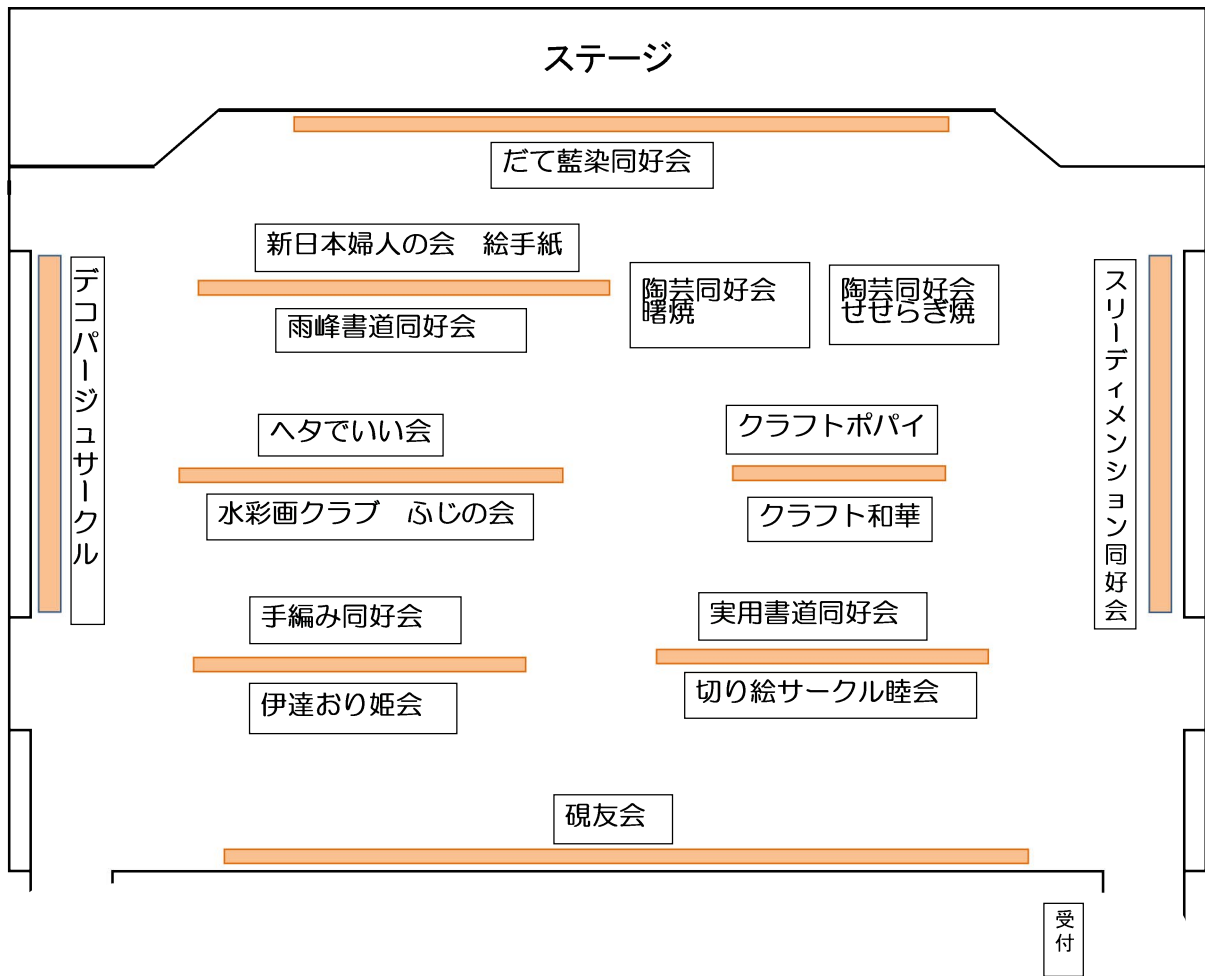 ステージ
だて藍染同好会
新日本婦人の会　絵手紙
雨峰書道同好会
陶芸同好会
曙焼
陶芸同好会
せせらぎ焼
デコパージュサークル
スリーディメンション同好会
ヘタでいい会
水彩画クラブ　ふじの会
クラフトポパイ
クラフト和華
手編み同好会
伊達おり姫会
実用書道同好会
切り絵サークル睦会
硯友会
受付